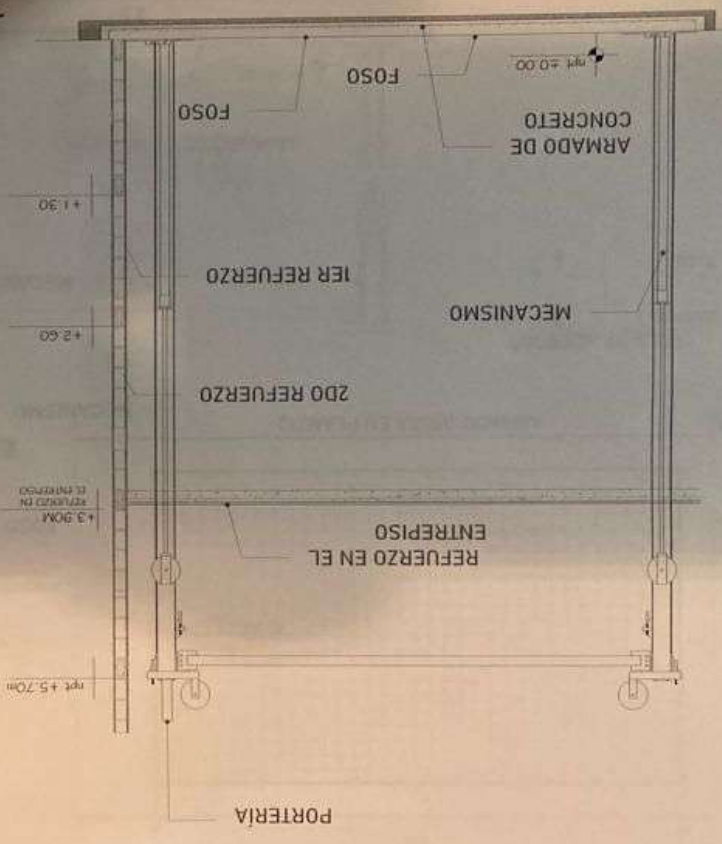 PORTERÍA
npt +5.70m
REFUERZO EN EL
ENTREPISO
+3.90M
REFUERZO EN
EL ENTREPISO
2DO REFUERZO
+2.60
MECANISMO
1ER REFUERZO
+1.30
ARMADO DE
CONCRETO
FOSO
FOSO
npt ±0.00